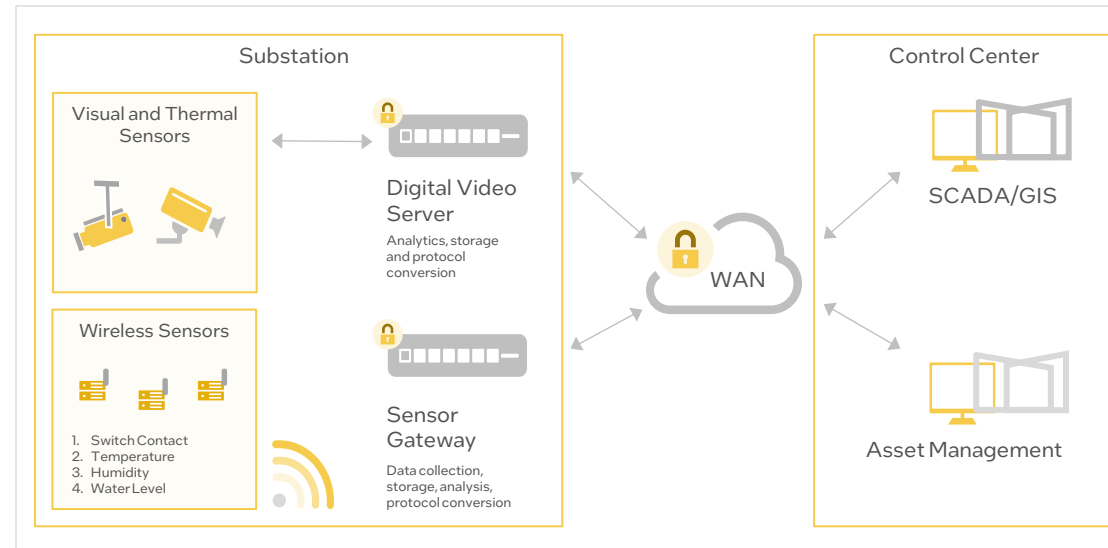 Substation
Visual and Thermal
Sensors
Digital Video
Server
Analytics, storage
and protocol
conversion
Wireless Sensors
1. Switch Contact
2. Temperature
3. Humidity
4. Water Level
Sensor
Gateway
Data collection,
storage, analysis,
protocol conversion
WAN
Control Center
SCADA/GIS
Asset Management